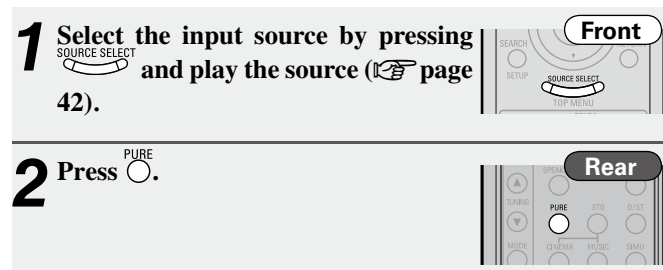 1 Select the input source by pressing
SOURCE SELECT
and play the source (☞ page
42).
Front
SEARCH
SETUP
SOURCE SELECT
TOP MENU
2 Press PURE.
Rear
TUNING
PURE STD D/ST
MODE CINEMA MUSIC SIMU